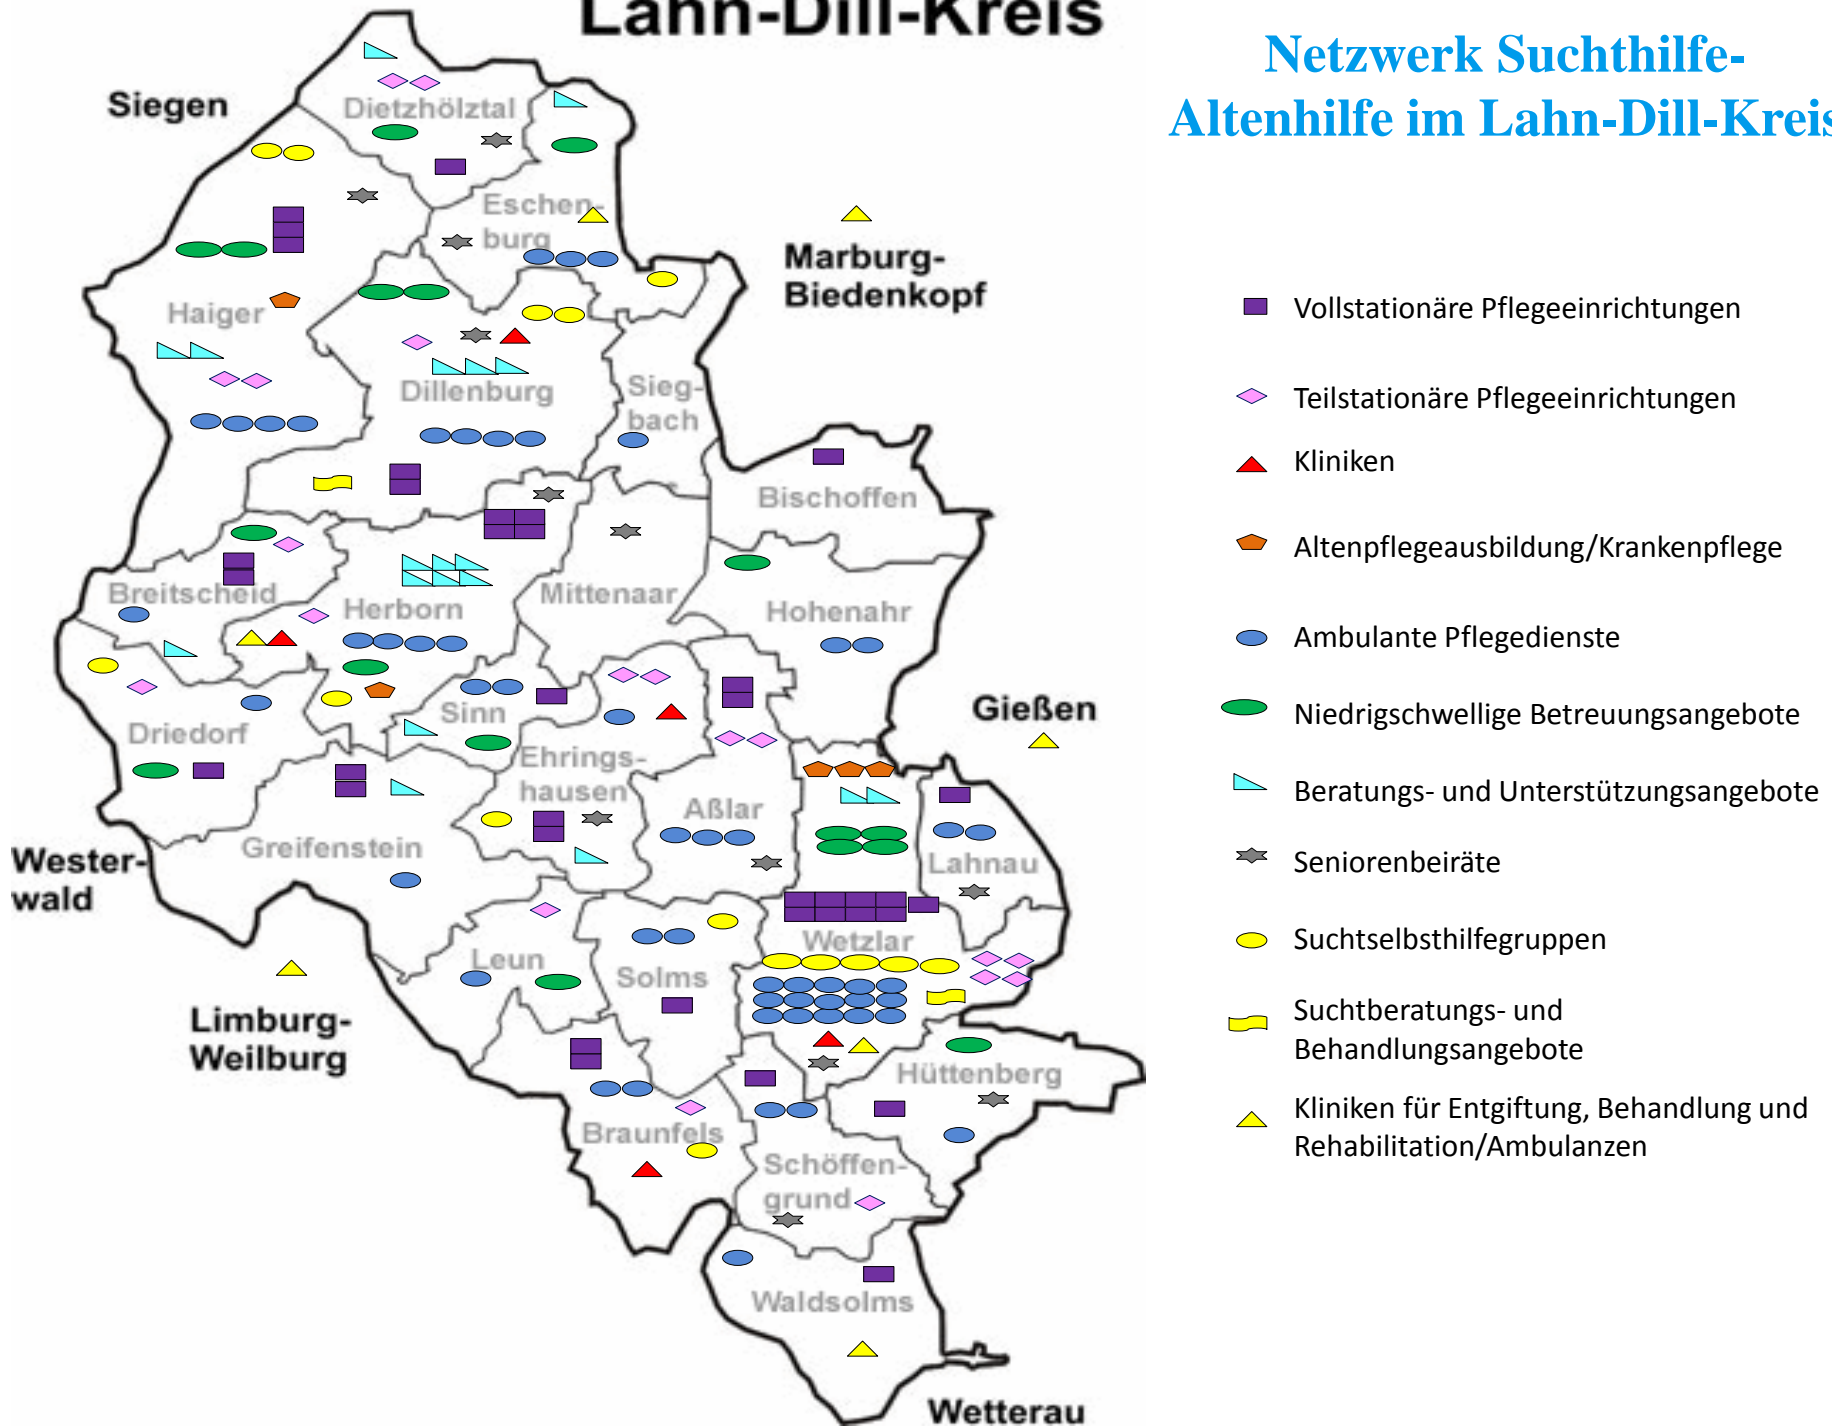 Lahn-Dill-Kreis
Netzwerk Suchthilfe-
Altenhilfe im Lahn-Dill-Kreis
Siegen
Dietzhölztal
Eschen-
burg
Marburg-
Biedenkopf
Haiger
Dillenburg
Sieg-
bach
Bischoffen
Breitscheid
Herborn
Mittenaar
Hohenahr
Driedorf
Sinn
Gießen
Ehrings-
hausen
Aßlar
Greifenstein
Lahnau
Wester-
wald
Leun
Solms
Wetzlar
Limburg-
Weilburg
Hüttenberg
Braunfels
Schöffen-
grund
Waldsolms
Wetterau
Vollstationäre Pflegeeinrichtungen
Teilstationäre Pflegeeinrichtungen
Kliniken
Altenpflegeausbildung/Krankenpflege
Ambulante Pflegedienste
Niedrigschwellige Betreuungsangebote
Beratungs- und Unterstützungsangebote
Seniorenbeiräte
Suchtselbsthilfegruppen
Suchtberatungs- und
Behandlungsangebote
Kliniken für Entgiftung, Behandlung und
Rehabilitation/Ambulanzen